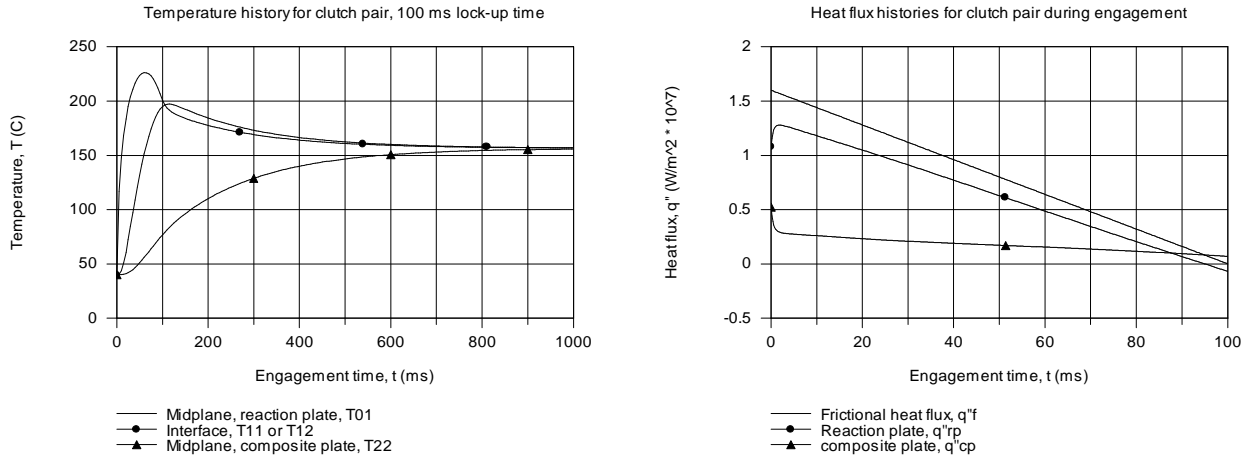 Temperature history for clutch pair, 100 ms lock-up time
250
200
150
100
50
0
0 200 400 600 800 1000
Temperature, T (C)
Engagement time, t (ms)
Midplane, reaction plate, T01
Interface, T11 or T12
Midplane, composite plate, T22
Heat flux histories for clutch pair during engagement
2
1.5
1
0.5
0
-0.5
0 20 40 60 80 100
Heat flux, q" (W/m^2 * 10^7)
Engagement time, t (ms)
Frictional heat flux, q"f
Reaction plate, q"rp
composite plate, q"cp